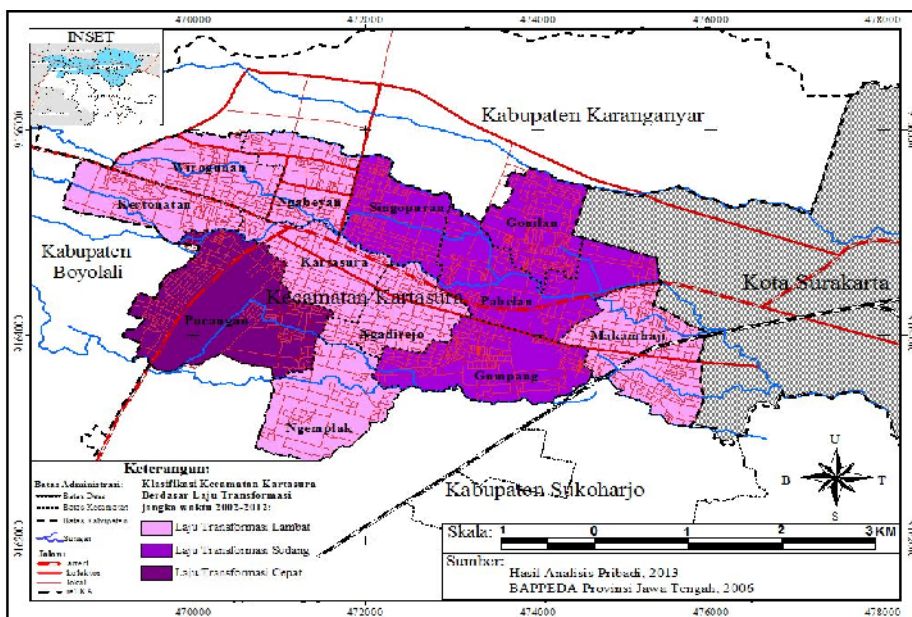 470000 472000 474000 476000 478000
INSET
Kabupaten Karanganyar
Wirogunan
Ngabeyan
Kertonatan
Singopuran
Gonilan
Kabupaten
Boyolali
Kartasura
Kota Surakarta
Kecamatan Kartasura
Pabelan
Pucangan
Ngadirejo
Makamhaji
Gumpang
Ngemplak
Kabupaten Sukoharjo
U
B T
S
Keterangan:
Batas Administrasi:
Batas Desa
Batas Kecamatan
Batas Kabupaten
Sungai
Jalan:
Arteri
Kolektor
lokal
rel KA
Klasifikasi Kecamatan Kartasura
Berdasar Laju Transformasi
Jangka waktu 2002-2012:
Laju Transformasi Lambat
Laju Transformasi Sedang
Laju Transformasi Cepat
Skala: 1 0 1 2 3 KM
Sumber:
Hasil Analisis Pribadi, 2013
BAPPEDA Provinsi Jawa Tengah, 2006
470000 472000 474000 476000 478000